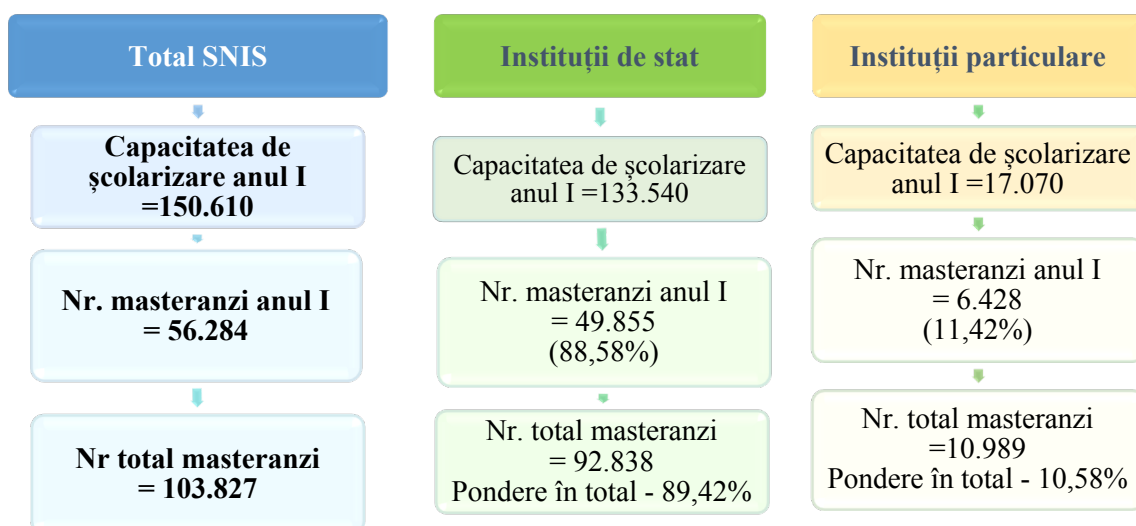 Total SNIS
Capacitatea de
școlarizare anul I
=150.610
Nr. masteranzi anul I
= 56.284
Nr total masteranzi
= 103.827
Instituții de stat
Capacitatea de școlarizare
anul I =133.540
Nr. masteranzi anul I
= 49.855
(88,58%)
Nr. total masteranzi
= 92.838
Pondere în total - 89,42%
Instituții particulare
Capacitatea de școlarizare
anul I =17.070
Nr. masteranzi anul I
= 6.428
(11,42%)
Nr. total masteranzi
=10.989
Pondere în total - 10,58%